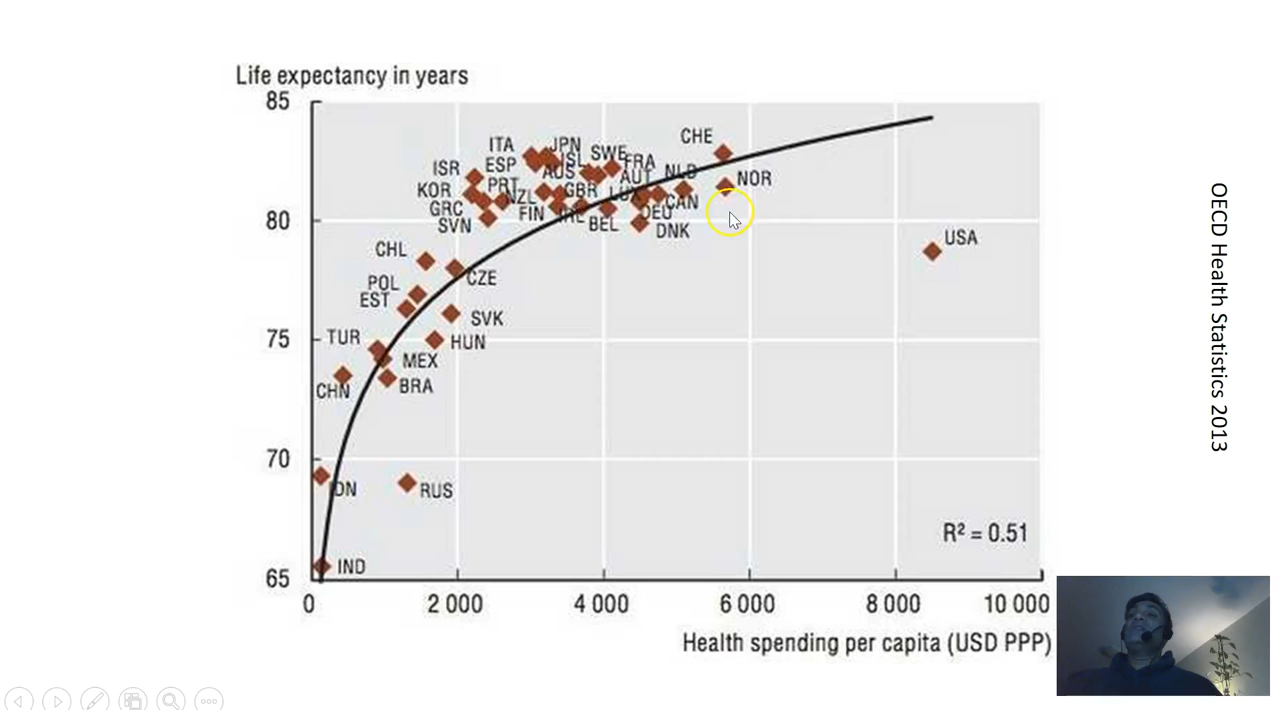 Life expectancy in years
85
80
75
70
65
ITA
JPN
CHE
ISR
ESP
ISL
SWE
FRA
AUS
AUT
NLD
NOR
KOR
PRT
NZL
GBR
LUX
CAN
GRC
FIN
IRL
DEU
SVN
BEL
DNK
USA
CHL
CZE
POL
EST
SVK
TUR
HUN
MEX
CHN
BRA
IDN
RUS
IND
R² = 0.51
0 2 000 4 000 6 000 8 000 10 000
Health spending per capita (USD PPP)
OECD Health Statistics 2013